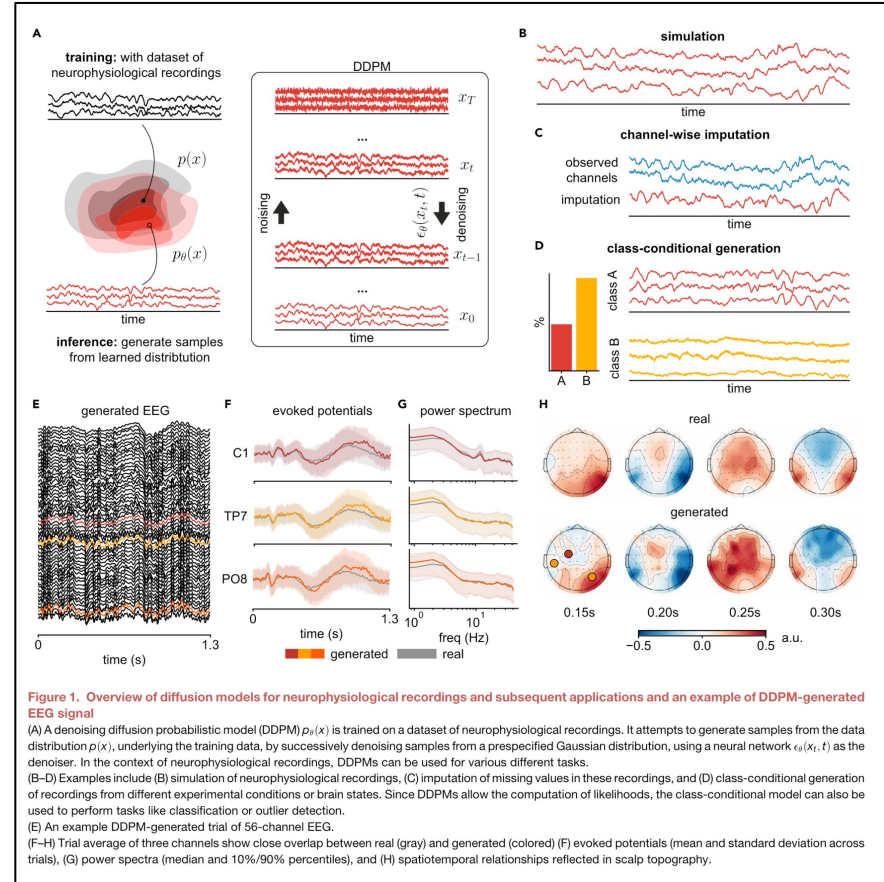 A
training: with dataset of
neurophysiological recordings
p(x)
pθ(x)
time
inference: generate samples
from learned distribtution
DDPM
xT
...
xt
noising
ϵθ(xt, t)
denoising
xt−1
...
x0
time
B
simulation
time
C
channel-wise imputation
observed
channels
imputation
time
D
class-conditional generation
%
A B
class A
class B
time
E
generated EEG
0 1.3
time (s)
F
evoked potentials
C1
TP7
PO8
0 1.3
time (s)
G
power spectrum
10⁰ 10¹
freq (Hz)
generated real
H
real
generated
0.15s 0.20s 0.25s 0.30s
a.u.
−0.5 0.0 0.5
Figure 1. Overview of diffusion models for neurophysiological recordings and subsequent applications and an example of DDPM-generated
EEG signal
(A) A denoising diffusion probabilistic model (DDPM) pθ(x) is trained on a dataset of neurophysiological recordings. It attempts to generate samples from the data
distribution p(x), underlying the training data, by successively denoising samples from a prespecified Gaussian distribution, using a neural network ϵθ(xt, t) as the
denoiser. In the context of neurophysiological recordings, DDPMs can be used for various different tasks.
(B–D) Examples include (B) simulation of neurophysiological recordings, (C) imputation of missing values in these recordings, and (D) class-conditional generation
of recordings from different experimental conditions or brain states. Since DDPMs allow the computation of likelihoods, the class-conditional model can also be
used to perform tasks like classification or outlier detection.
(E) An example DDPM-generated trial of 56-channel EEG.
(F–H) Trial average of three channels show close overlap between real (gray) and generated (colored) (F) evoked potentials (mean and standard deviation across
trials), (G) power spectra (median and 10%/90% percentiles), and (H) spatiotemporal relationships reflected in scalp topography.